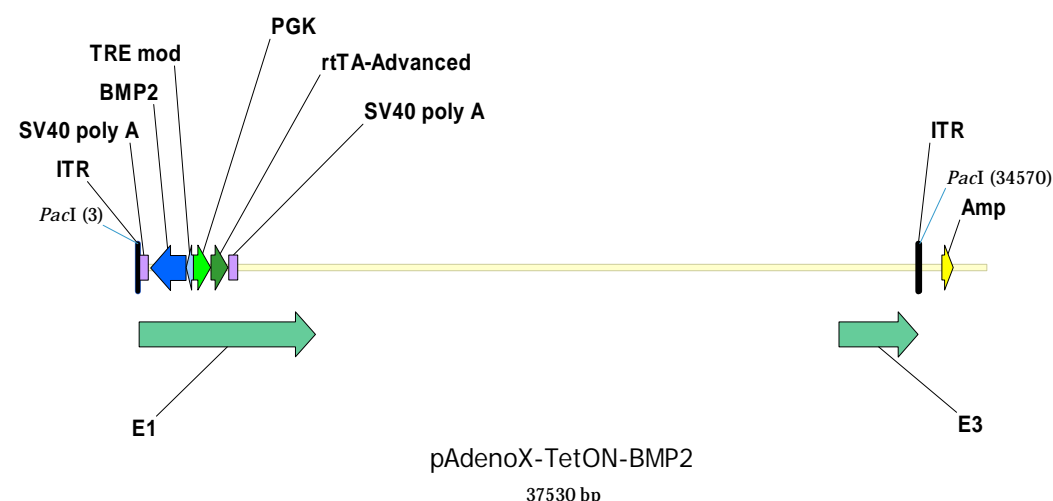 PGK
TRE mod
rtTA-Advanced
BMP2
SV40 poly A
SV40 poly A
ITR
ITR
PacI (3)
PacI (34570)
Amp
E1
E3
pAdenoX-TetON-BMP2
37530 bp